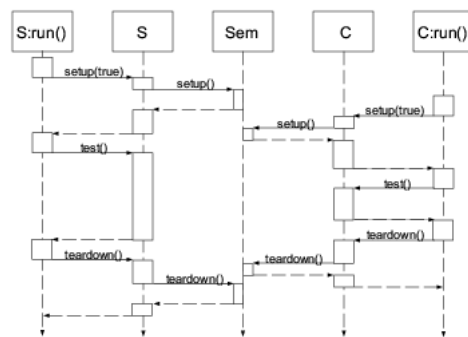 S:run() S Sem C C:run()
setup(true)
setup()
setup(true)
setup()
test()
test()
teardown()
teardown()
teardown()
teardown()